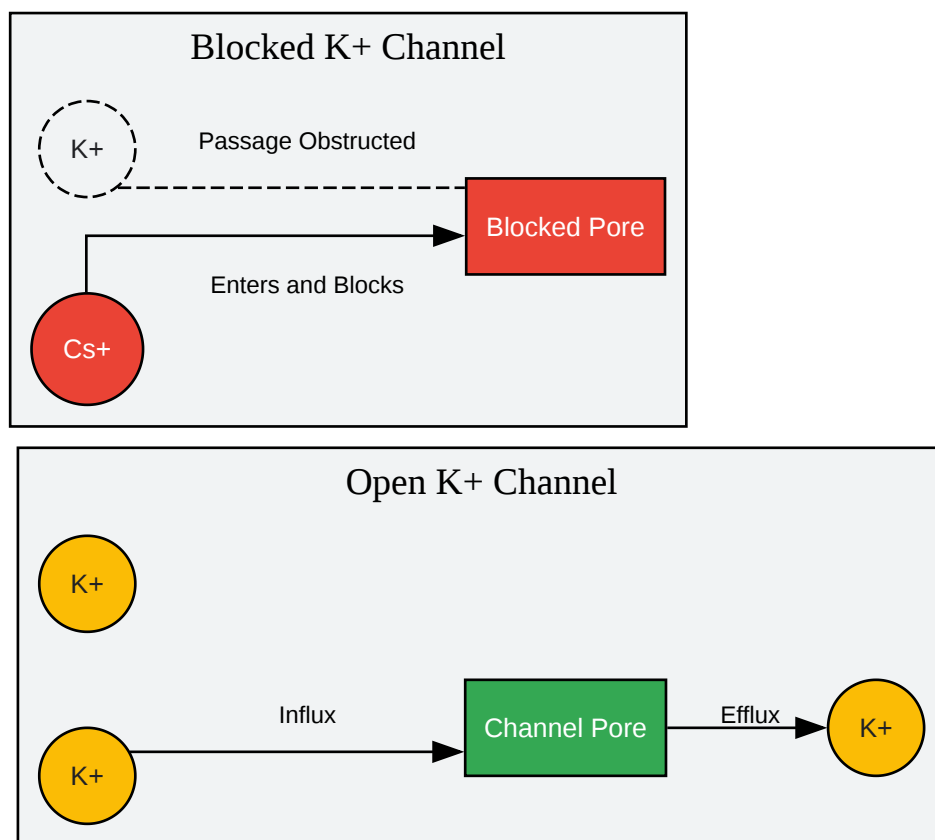 Blocked K+ Channel
K+
Passage Obstructed
Blocked Pore
Enters and Blocks
Cs+
Open K+ Channel
K+
Influx
Channel Pore
Efflux
K+
K+